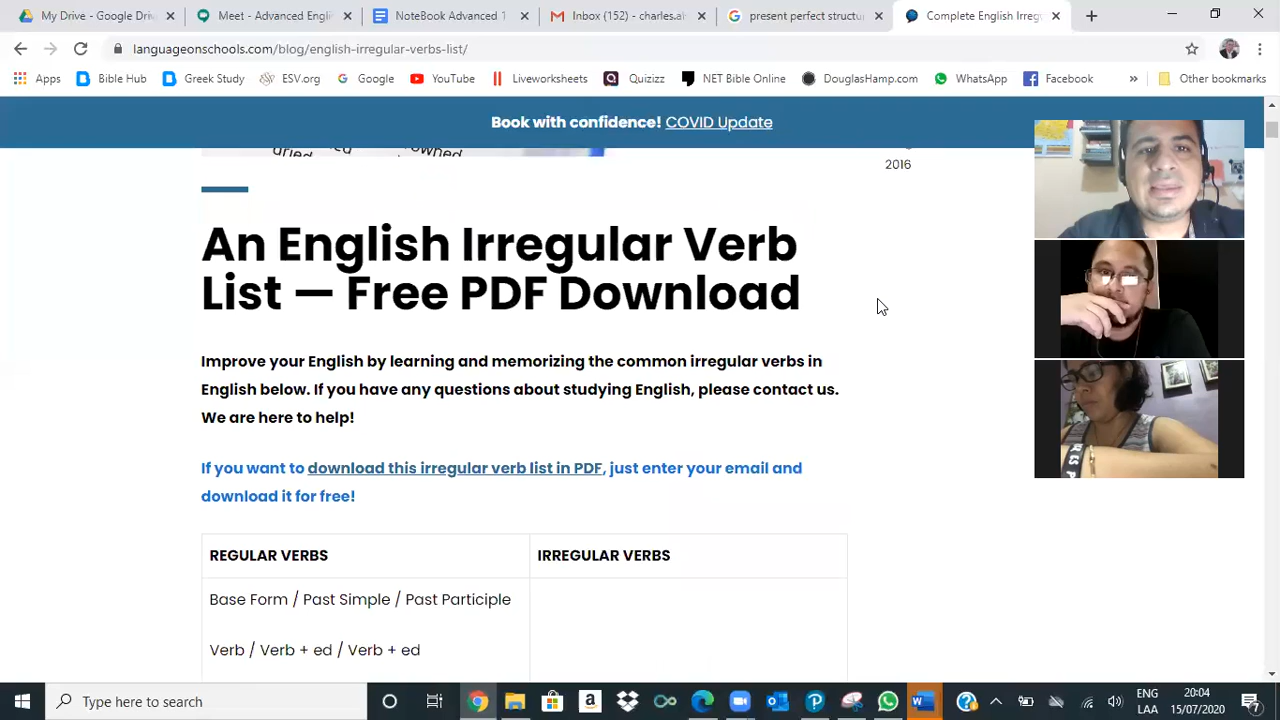 My Drive - Google Drive
Meet - Advanced Engli
NoteBook Advanced 1
Inbox (152) - charles.a
present perfect structu
Complete English Irreg
languageonschools.com/blog/english-irregular-verbs-list/
Apps
Bible Hub
Greek Study
ESV.org
Google
YouTube
Liveworksheets
Quizizz
NET Bible Online
DouglasHamp.com
WhatsApp
Facebook
»
Other bookmarks
Book with confidence! COVID Update
owned
2016
An English Irregular Verb
List — Free PDF Download
Improve your English by learning and memorizing the common irregular verbs in
English below. If you have any questions about studying English, please contact us.
We are here to help!
If you want to download this irregular verb list in PDF, just enter your email and
download it for free!
REGULAR VERBS
IRREGULAR VERBS
Base Form / Past Simple / Past Participle
Verb / Verb + ed / Verb + ed
Type here to search
ENG
LAA
20:04
15/07/2020
7